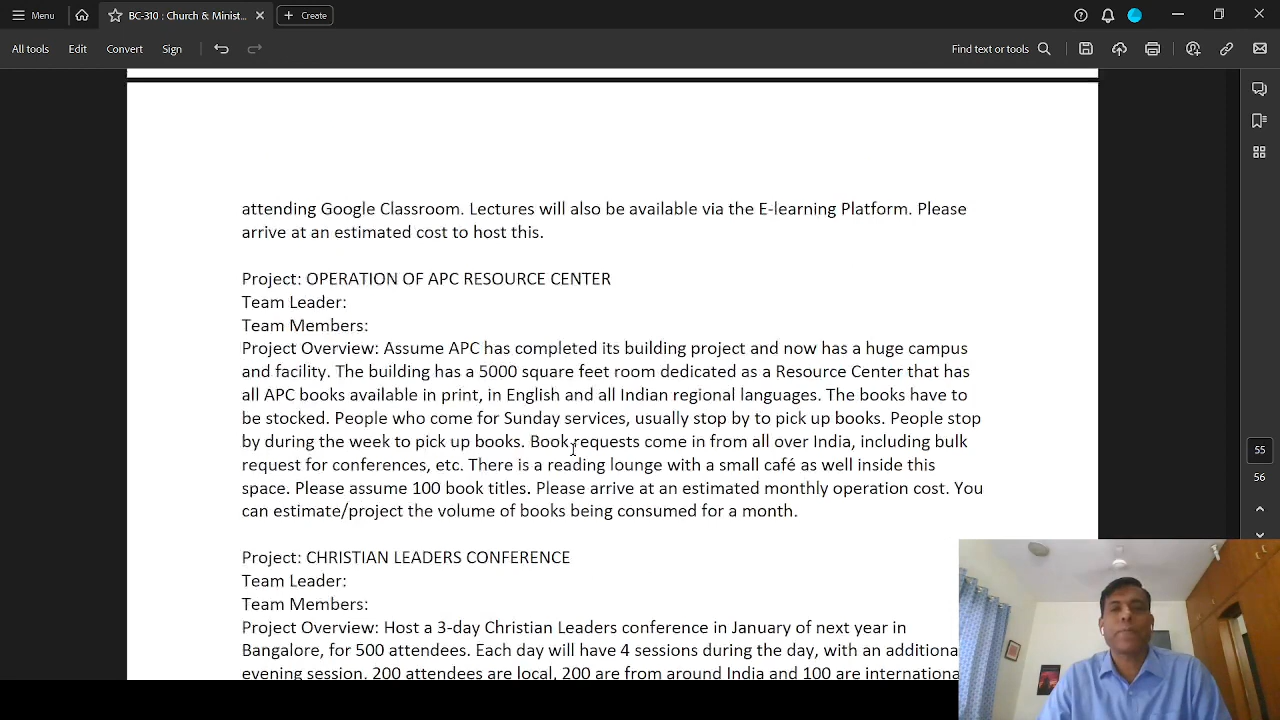 Menu
BC-310 : Church & Minist...
Create
All tools
Edit
Convert
Sign
Find text or tools
attending Google Classroom. Lectures will also be available via the E-learning Platform. Please
arrive at an estimated cost to host this.
Project: OPERATION OF APC RESOURCE CENTER
Team Leader:
Team Members:
Project Overview: Assume APC has completed its building project and now has a huge campus
and facility. The building has a 5000 square feet room dedicated as a Resource Center that has
all APC books available in print, in English and all Indian regional languages. The books have to
be stocked. People who come for Sunday services, usually stop by to pick up books. People stop
by during the week to pick up books. Book requests come in from all over India, including bulk
request for conferences, etc. There is a reading lounge with a small café as well inside this
space. Please assume 100 book titles. Please arrive at an estimated monthly operation cost. You
can estimate/project the volume of books being consumed for a month.
Project: CHRISTIAN LEADERS CONFERENCE
Team Leader:
Team Members:
Project Overview: Host a 3-day Christian Leaders conference in January of next year in
Bangalore, for 500 attendees. Each day will have 4 sessions during the day, with an additiona
evening session. 200 attendees are local, 200 are from around India and 100 are internationa
55
56